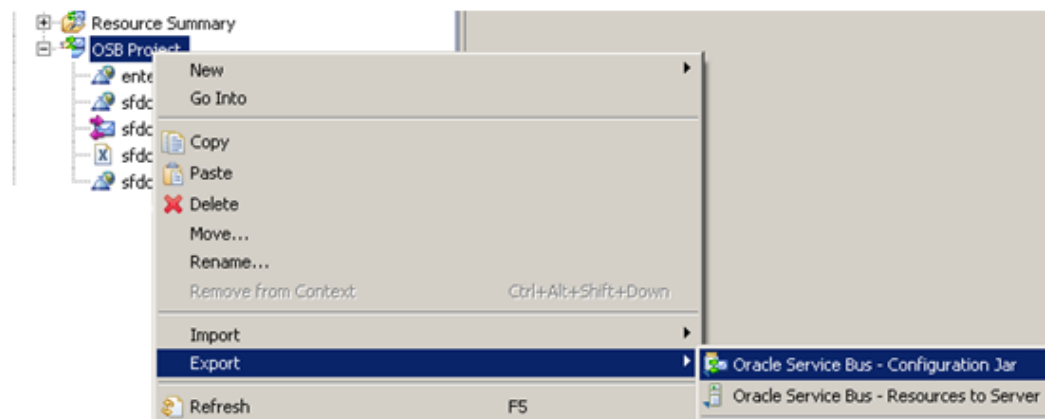 Resource Summary
OSB Project
ente
sfdc
sfdc
sfdc
sfdc
New
Go Into
Copy
Paste
Delete
Move...
Rename...
Remove from Context Ctrl+Alt+Shift+Down
Import
Export
Refresh F5
Oracle Service Bus - Configuration Jar
Oracle Service Bus - Resources to Server